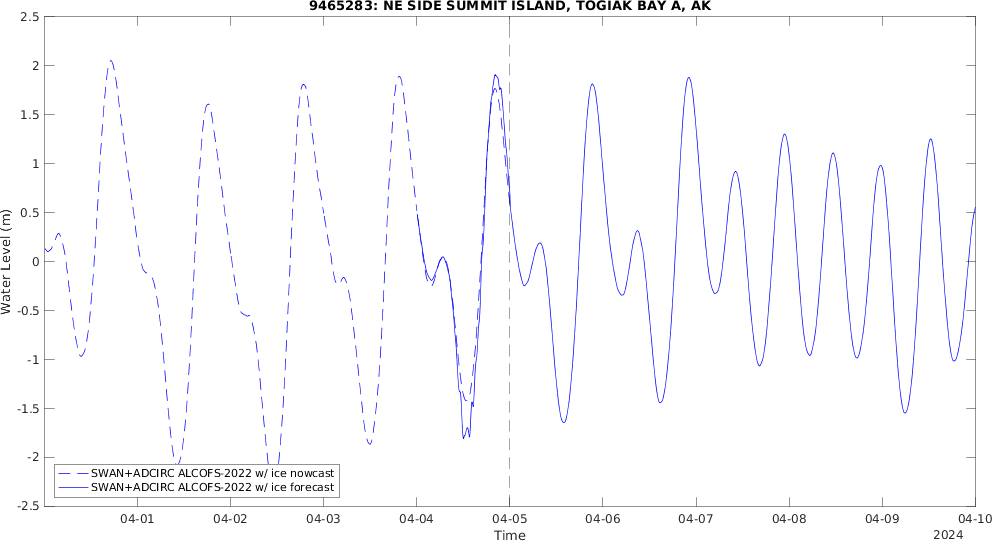 9465283: NE SIDE SUMMIT ISLAND, TOGIAK BAY A, AK
2.5
2
1.5
1
0.5
0
-0.5
-1
-1.5
-2
-2.5
Water Level (m)
SWAN+ADCIRC ALCOFS-2022 w/ ice nowcast
SWAN+ADCIRC ALCOFS-2022 w/ ice forecast
04-01 04-02 04-03 04-04 04-05 04-06 04-07 04-08 04-09 04-10
Time
2024